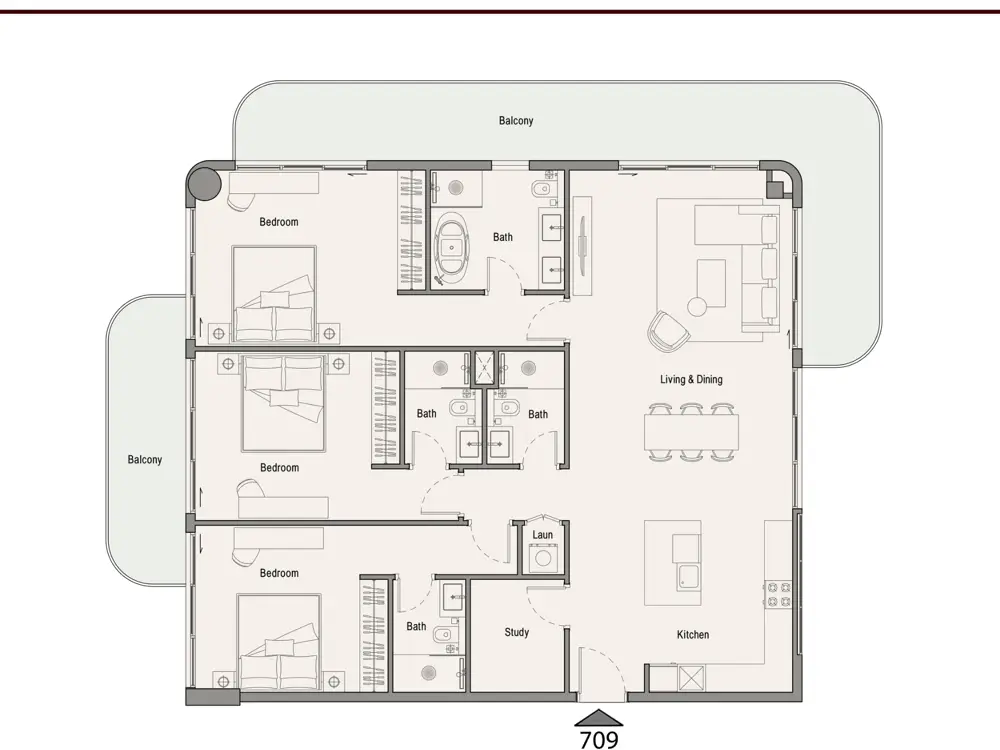 Balcony
Bedroom
Bath
Living & Dining
Bath
Bath
Balcony
Bedroom
Laun
Bedroom
Bath
Study
Kitchen
709